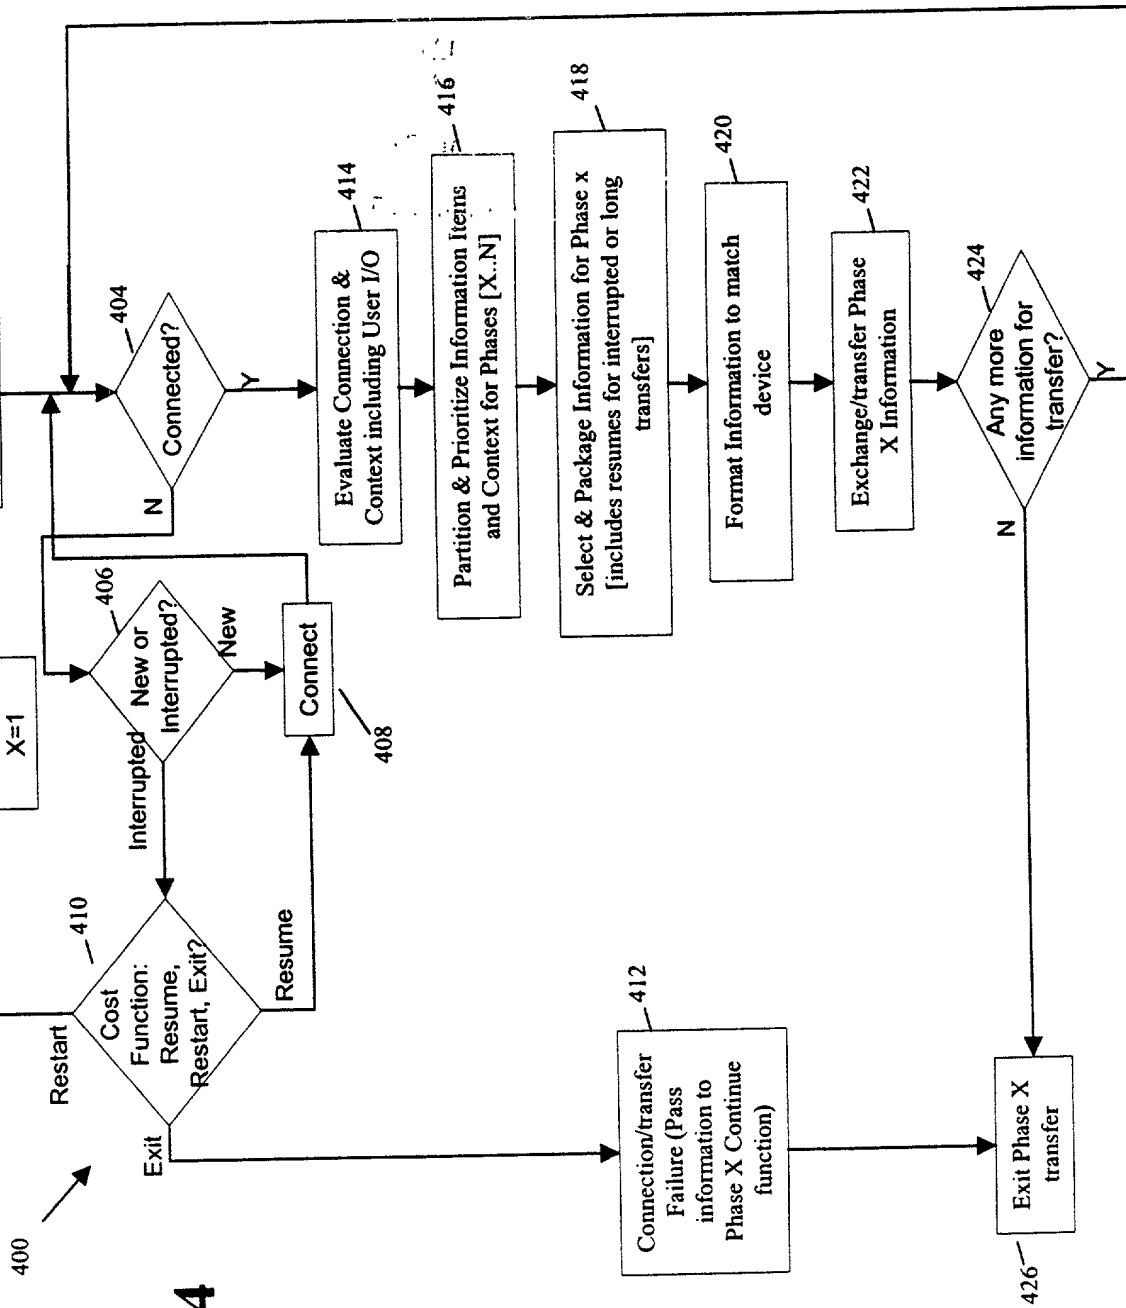 400
4
X=1
Connected?
404
N
Y
New or
Interrupted?
406
New
Interrupted
Connect
408
Cost
Function:
Resume,
Restart, Exit?
410
Restart
Resume
Exit
Connection/transfer
Failure (Pass
information to
Phase X Continue
function)
412
Evaluate Connection &
Context including User I/O
414
Partition & Prioritize Information Items
and Context for Phases [X..N]
416
Select & Package Information for Phase x
[includes resumes for interrupted or long
transfers]
418
Format Information to match
device
420
Exchange/transfer Phase
X Information
422
Any more
information for
transfer?
424
N
Y
Exit Phase X
transfer
426